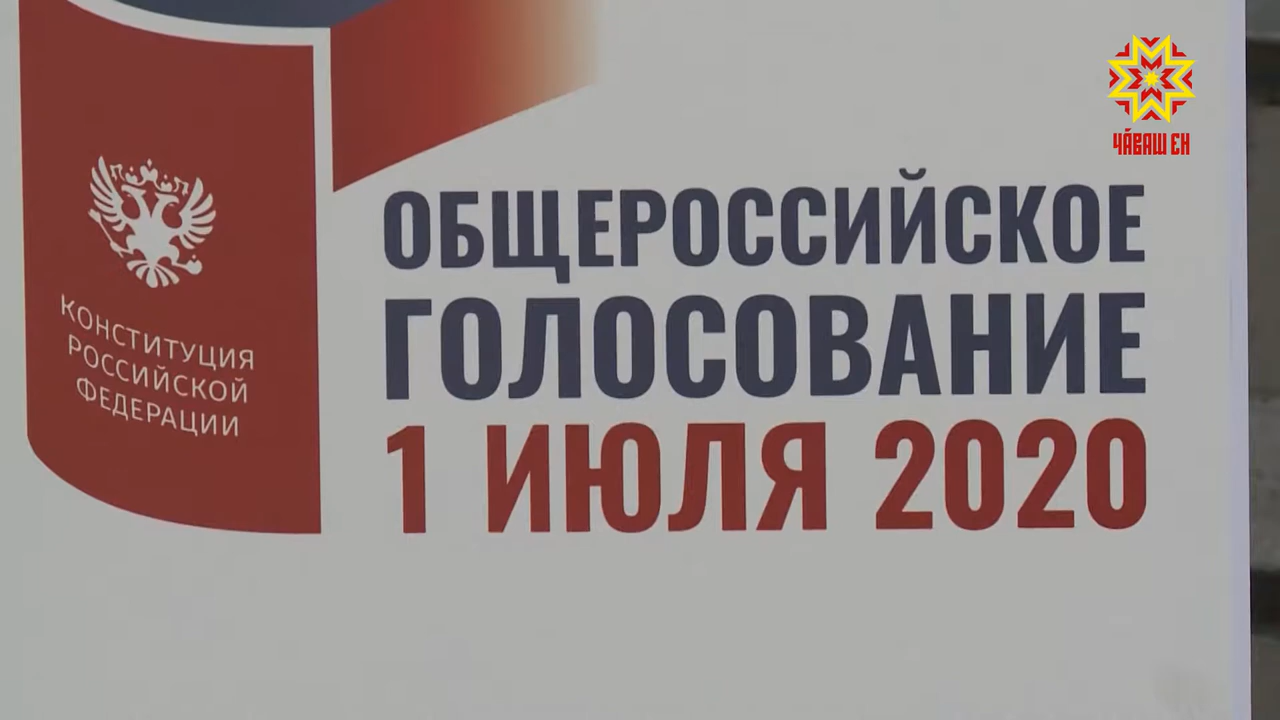 ЧӐВАШ ЕН
ОБЩЕРОССИЙСКОЕ
ГОЛОСОВАНИЕ
1 ИЮЛЯ 2020
КОНСТИТУЦИЯ
РОССИЙСКОЙ
ФЕДЕРАЦИИ